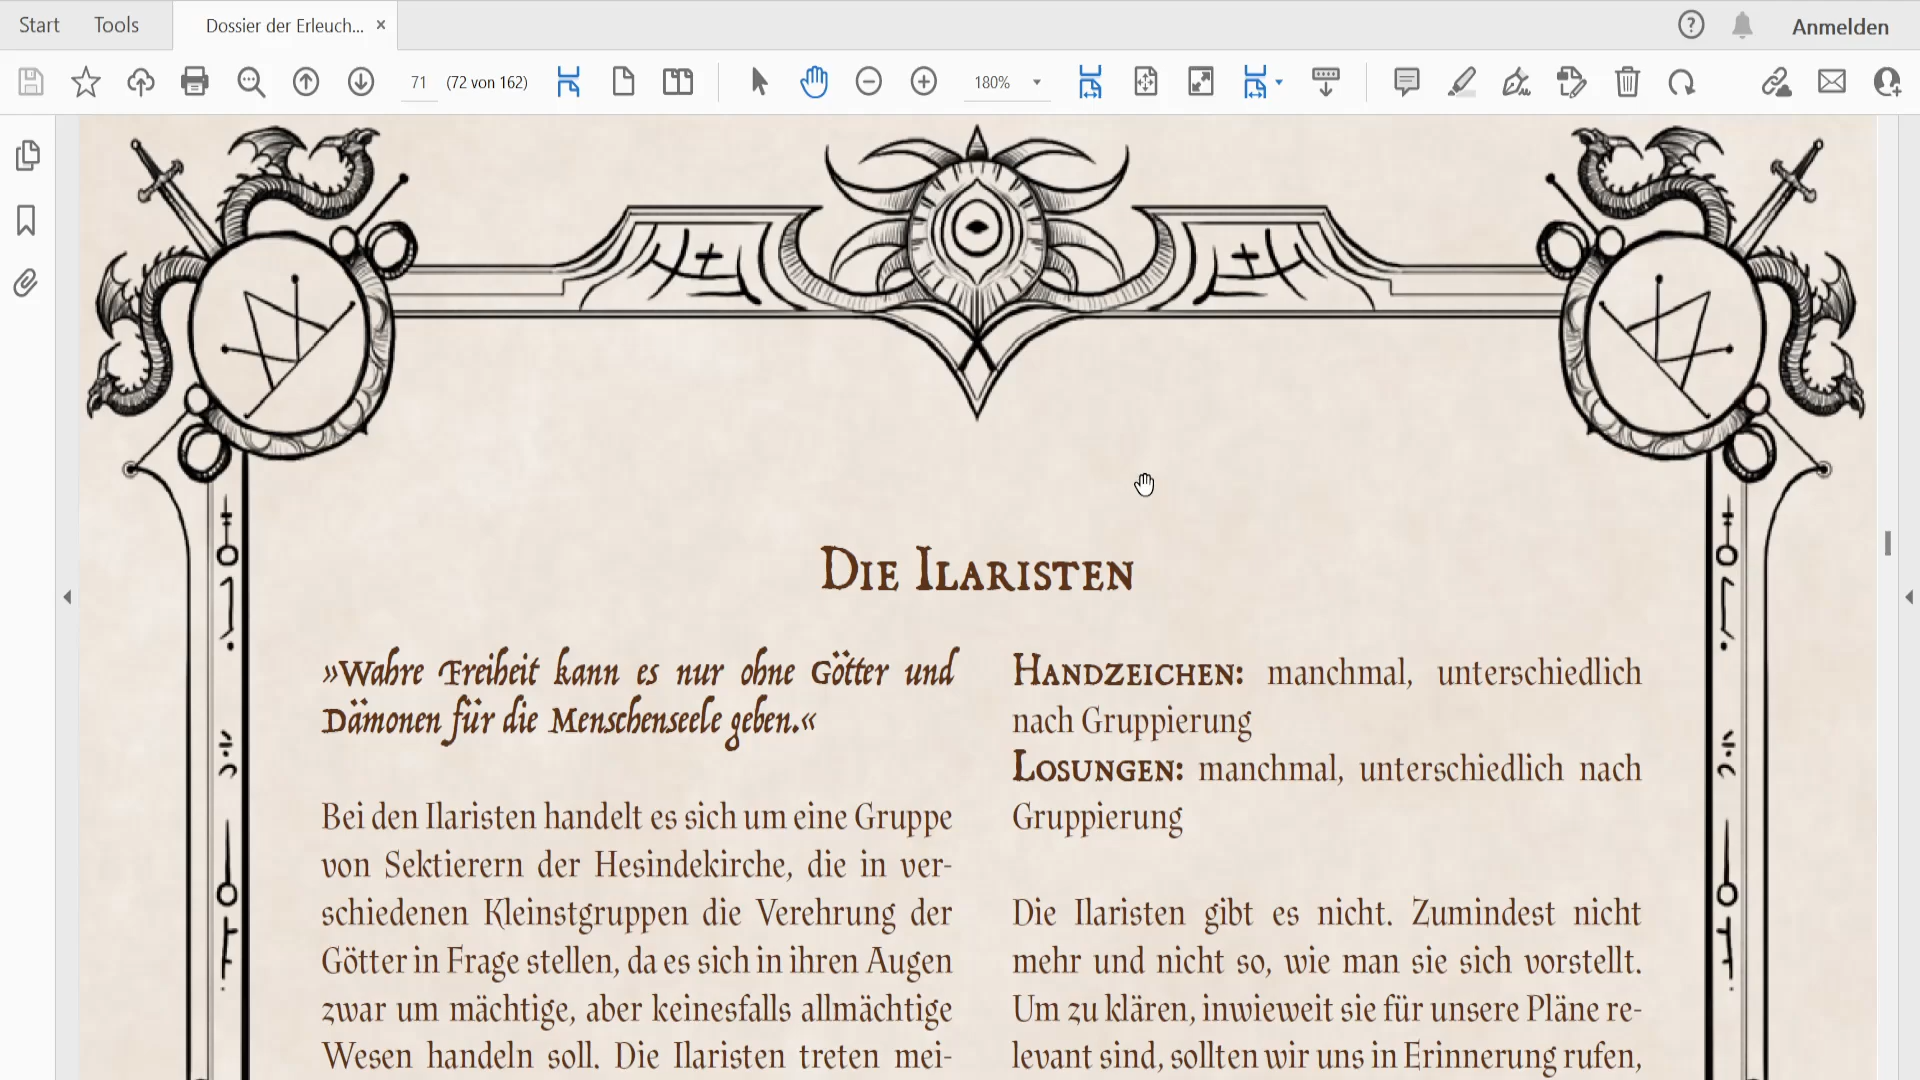 Start Tools Dossier der Erleuch... × Anmelden
71 (72 von 162) 180%
Die Ilaristen
»Wahre Freiheit kann es nur ohne Götter und
Dämonen für die Menschenseele geben.«
Bei den Ilaristen handelt es sich um eine Gruppe
von Sektierern der Hesindekirche, die in ver-
schiedenen Kleinstgruppen die Verehrung der
Götter in Frage stellen, da es sich in ihren Augen
zwar um mächtige, aber keinesfalls allmächtige
Wesen handeln soll. Die Ilaristen treten mei-
Handzeichen: manchmal, unterschiedlich
nach Gruppierung
Losungen: manchmal, unterschiedlich nach
Gruppierung
Die Ilaristen gibt es nicht. Zumindest nicht
mehr und nicht so, wie man sie sich vorstellt.
Um zu klären, inwieweit sie für unsere Pläne re-
levant sind, sollten wir uns in Erinnerung rufen,